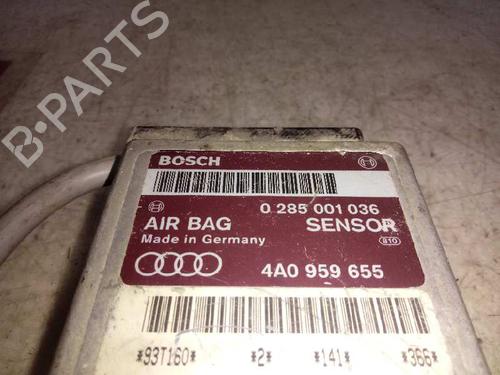 B-PARTS
BOSCH
0 285 001 036
AIR BAG SENSOR
Made in Germany
810
4A0 959 655
*93T160* *2* *141* *366*